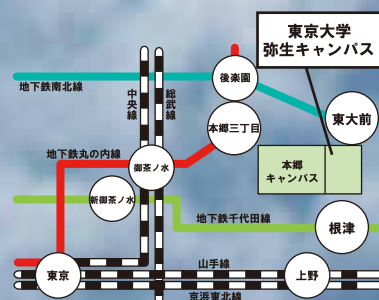 東京大学
弥生キャンパス
後楽園
地下鉄南北線
中央線
総武線
本郷三丁目
東大前
地下鉄丸の内線
御茶ノ水
本郷
キャンパス
新御茶ノ水
地下鉄千代田線
根津
東京
山手線
上野
京浜東北線